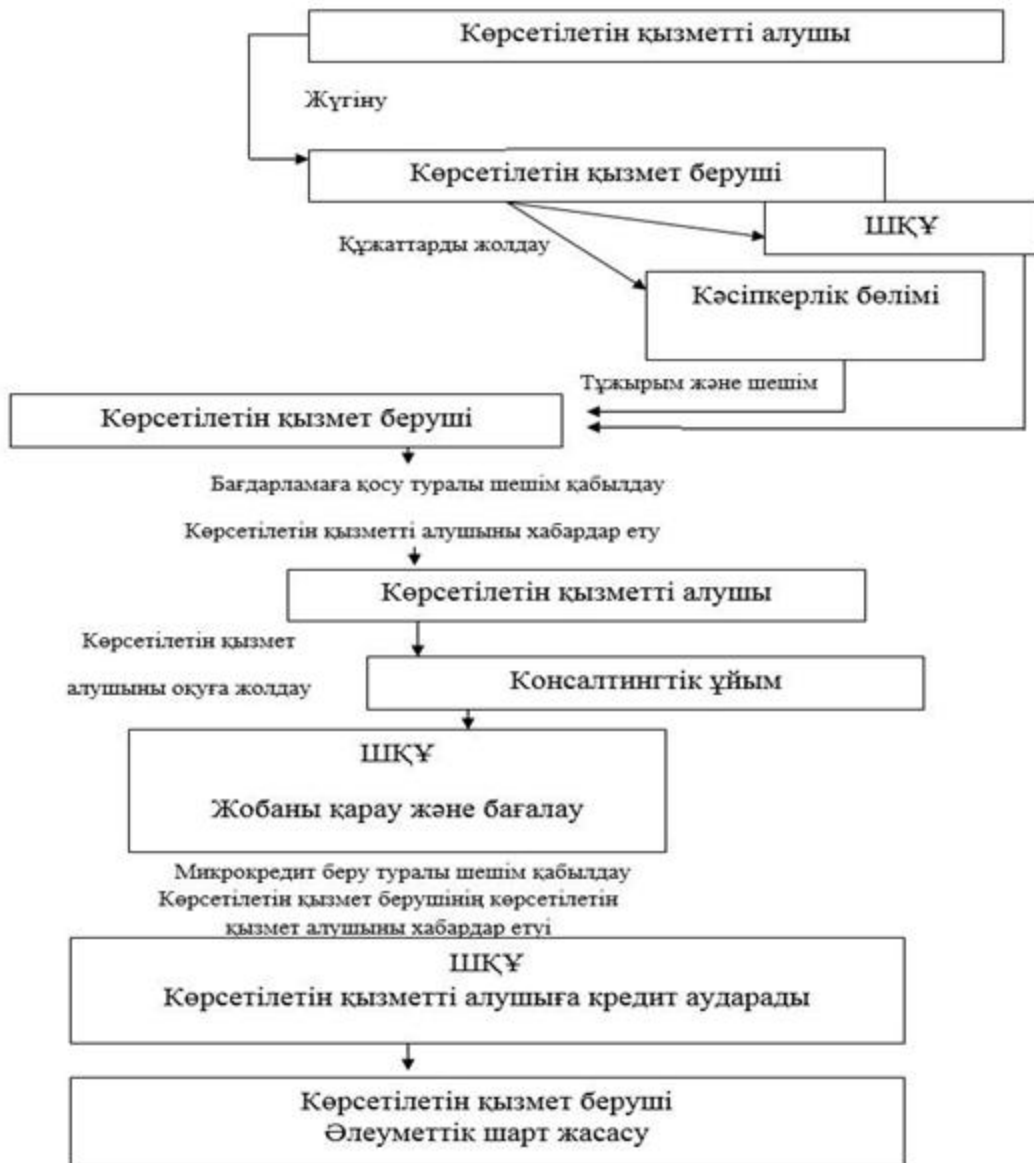 Көрсетілетін қызметті алушы
Жүгіну
Көрсетілетін қызмет беруші
ШҚҰ
Құжаттарды жолдау
Кәсіпкерлік бөлімі
Тұжырым және шешім
Көрсетілетін қызмет беруші
Бағдарламаға қосу туралы шешім қабылдау
Көрсетілетін қызметті алушыны хабардар ету
Көрсетілетін қызметті алушы
Көрсетілетін қызмет
алушыны оқуға жолдау
Консалтингтік ұйым
ШҚҰ
Жобаны қарау және бағалау
Микрокредит беру туралы шешім қабылдау
Көрсетілетін қызмет берушінің көрсетілетін
қызмет алушыны хабардар етуі
ШҚҰ
Көрсетілетін қызметті алушыға кредит аударады
Көрсетілетін қызмет беруші
Әлеуметтік шарт жасасу